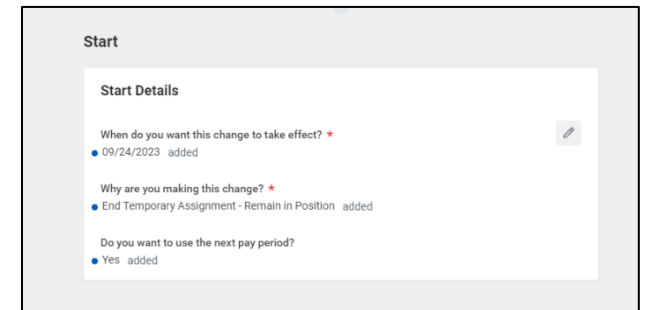 Start
Start Details
When do you want this change to take effect? *
09/24/2023 added
Why are you making this change? *
End Temporary Assignment - Remain in Position added
Do you want to use the next pay period?
Yes added